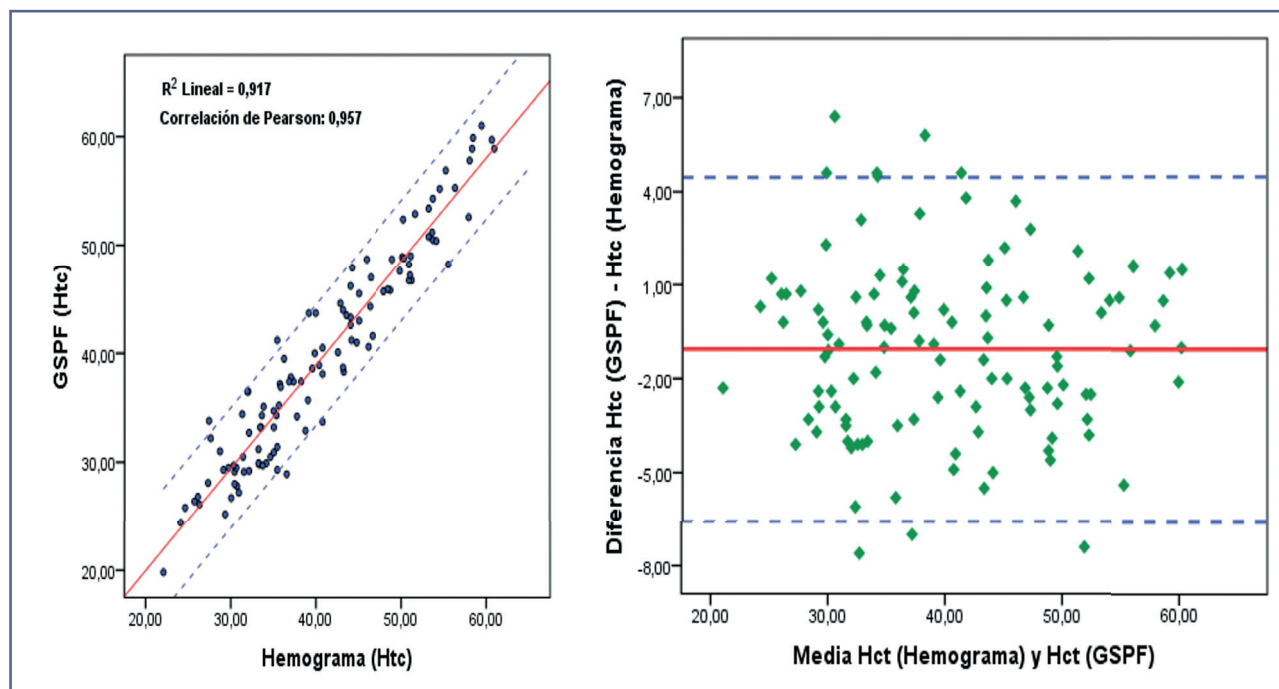 R² Lineal = 0,917
Correlación de Pearson: 0,957
GSPF (Htc)
60,00
50,00
40,00
30,00
20,00
20,00 30,00 40,00 50,00 60,00
Hemograma (Htc)
Diferencia Htc (GSPF) - Htc (Hemograma)
7,00
4,00
1,00
-2,00
-5,00
-8,00
20,00 30,00 40,00 50,00 60,00
Media Hct (Hemograma) y Hct (GSPF)